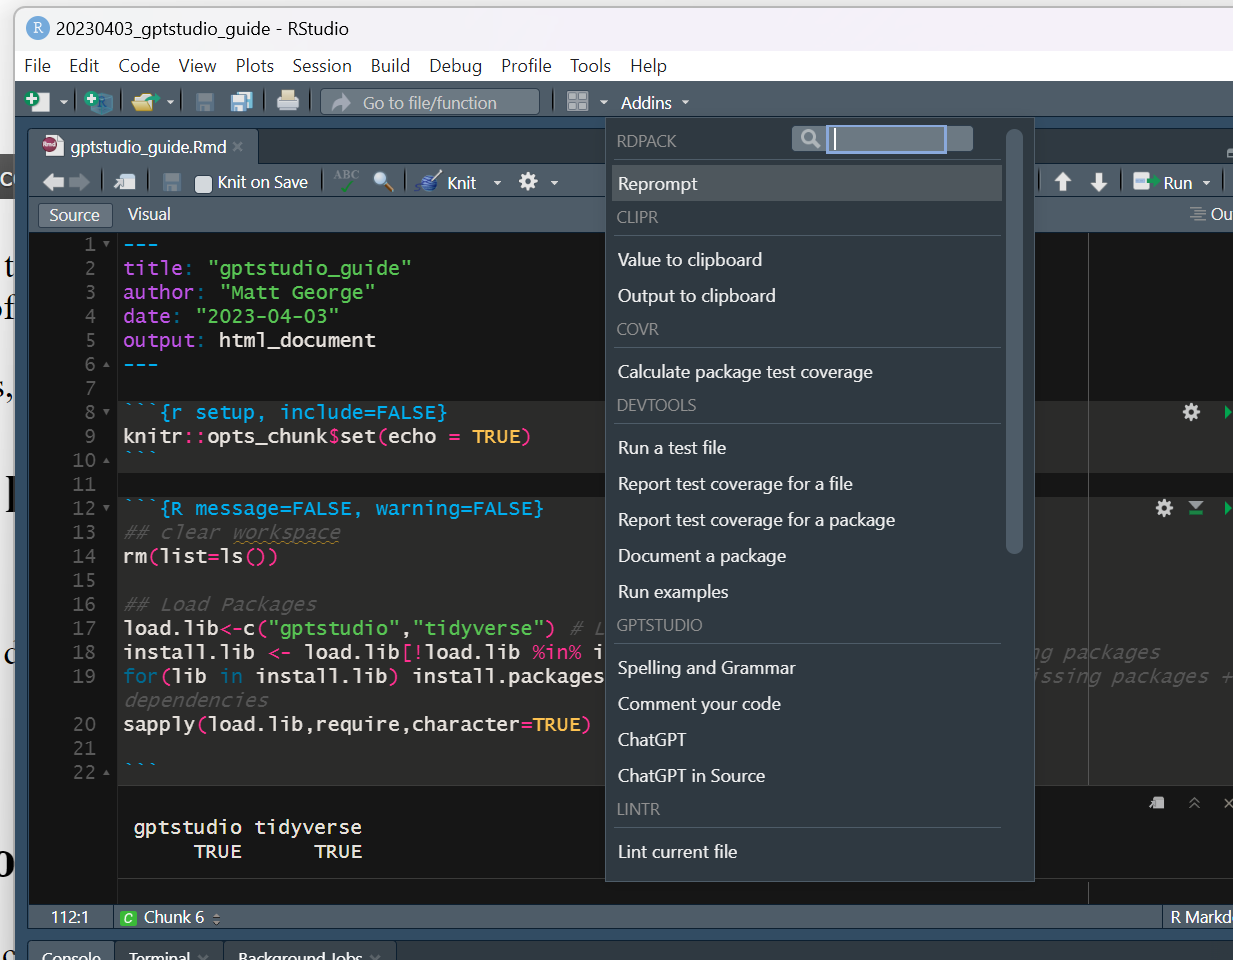 R 20230403_gptstudio_guide - RStudio
File Edit Code View Plots Session Build Debug Profile Tools Help
Go to file/function Addins
gptstudio_guide.Rmd
RDPACK
Knit on Save ABC Knit Run
Reprompt
Source Visual
CLIPR
1 ---
2 title: "gptstudio_guide"
3 author: "Matt George"
4 date: "2023-04-03"
5 output: html_document
6 ---
7
8 ```{r setup, include=FALSE}
9 knitr::opts_chunk$set(echo = TRUE)
10 ```
11
12 ```{R message=FALSE, warning=FALSE}
13 ## clear workspace
14 rm(list=ls())
15
16 ## Load Packages
17 load.lib<-c("gptstudio","tidyverse") # L
18 install.lib <- load.lib[!load.lib %in% i
ng packages
19 for(lib in install.lib) install.packages
issing packages +
dependencies
20 sapply(load.lib,require,character=TRUE)
21
22 ```
Value to clipboard
Output to clipboard
COVR
Calculate package test coverage
DEVTOOLS
Run a test file
Report test coverage for a file
Report test coverage for a package
Document a package
Run examples
GPTSTUDIO
Spelling and Grammar
Comment your code
ChatGPT
ChatGPT in Source
LINTR
Lint current file
gptstudio tidyverse
TRUE TRUE
112:1 C Chunk 6 R Markd
Console Terminal Background Jobs